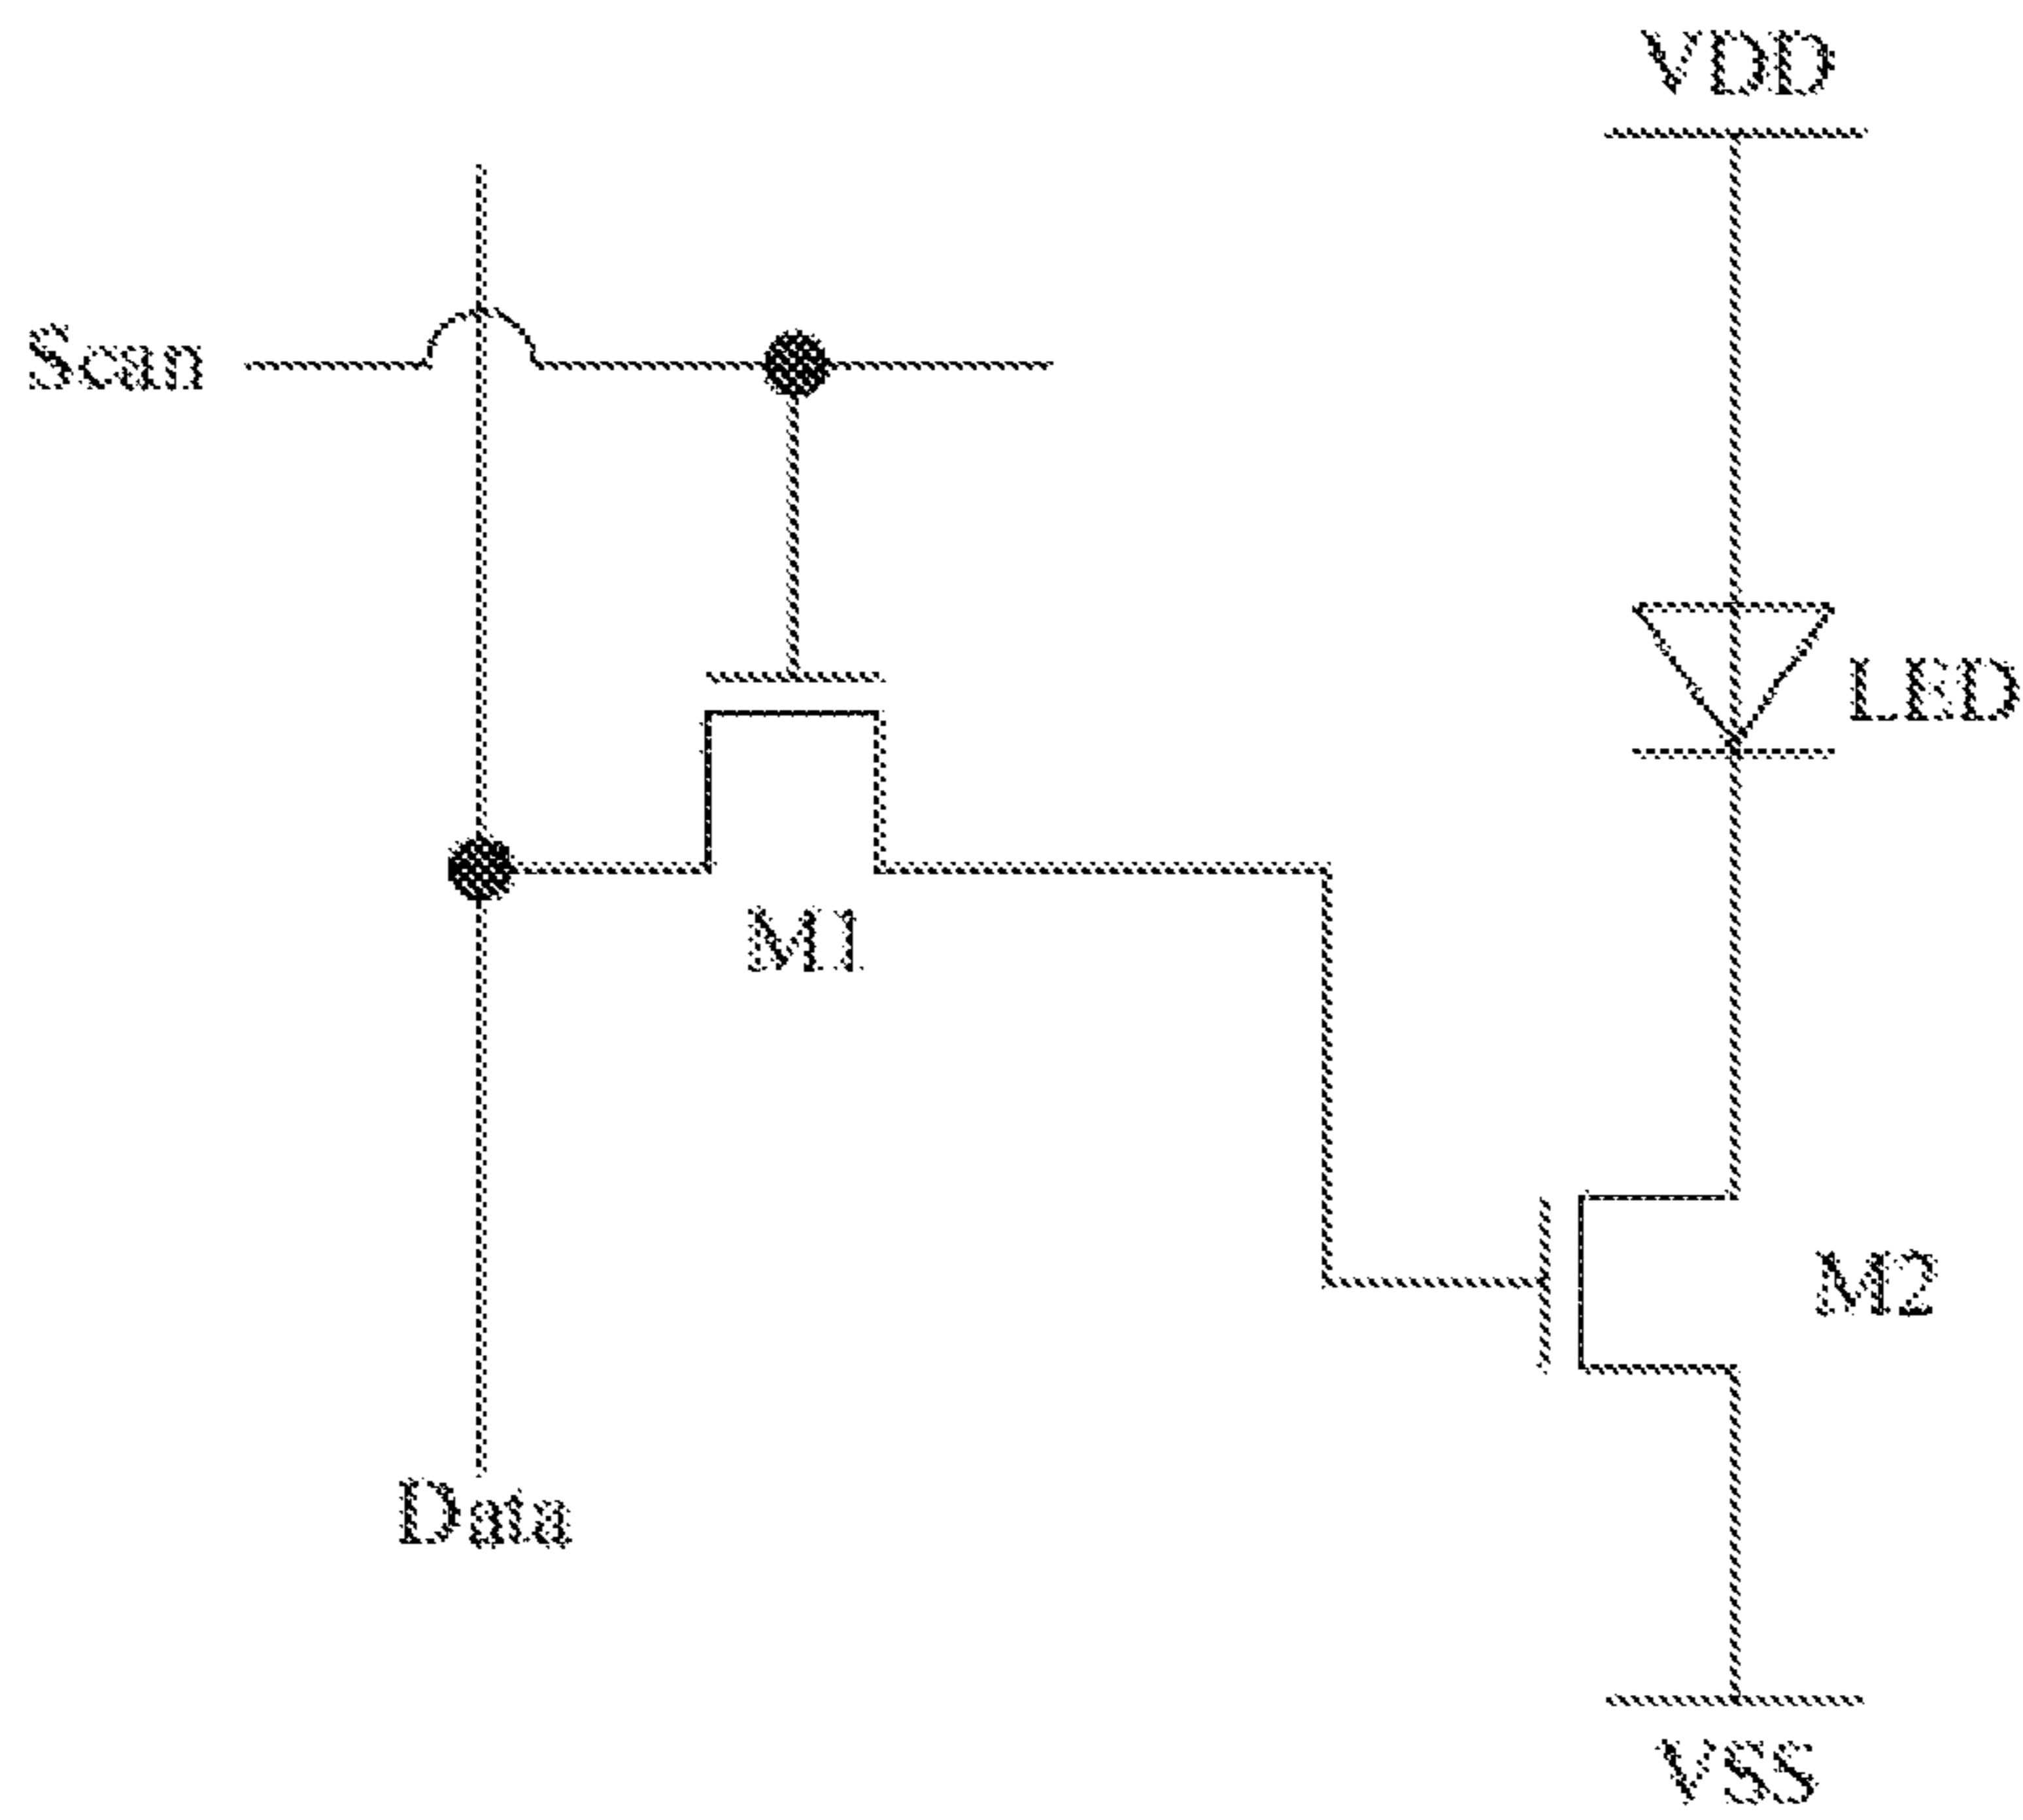 VDD
Scan
LED
M1
M2
Data
VSS